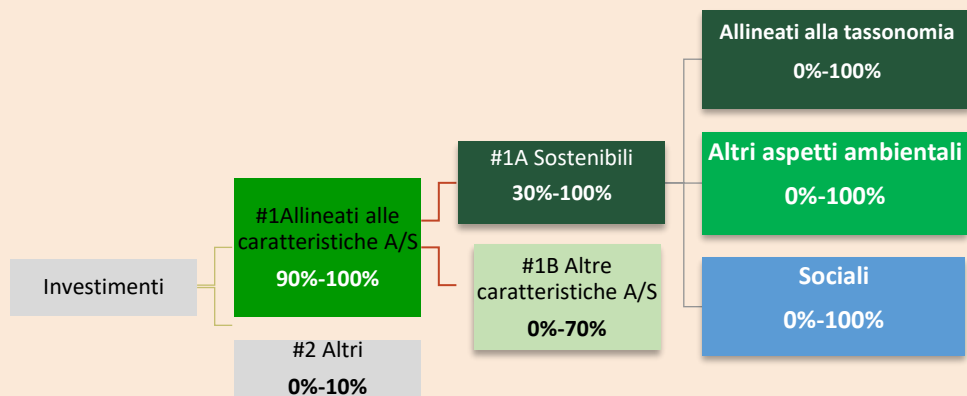 Investimenti
#1Allineati alle
caratteristiche A/S
90%-100%
#2 Altri
0%-10%
#1A Sostenibili
30%-100%
#1B Altre
caratteristiche A/S
0%-70%
Allineati alla tassonomia
0%-100%
Altri aspetti ambientali
0%-100%
Sociali
0%-100%